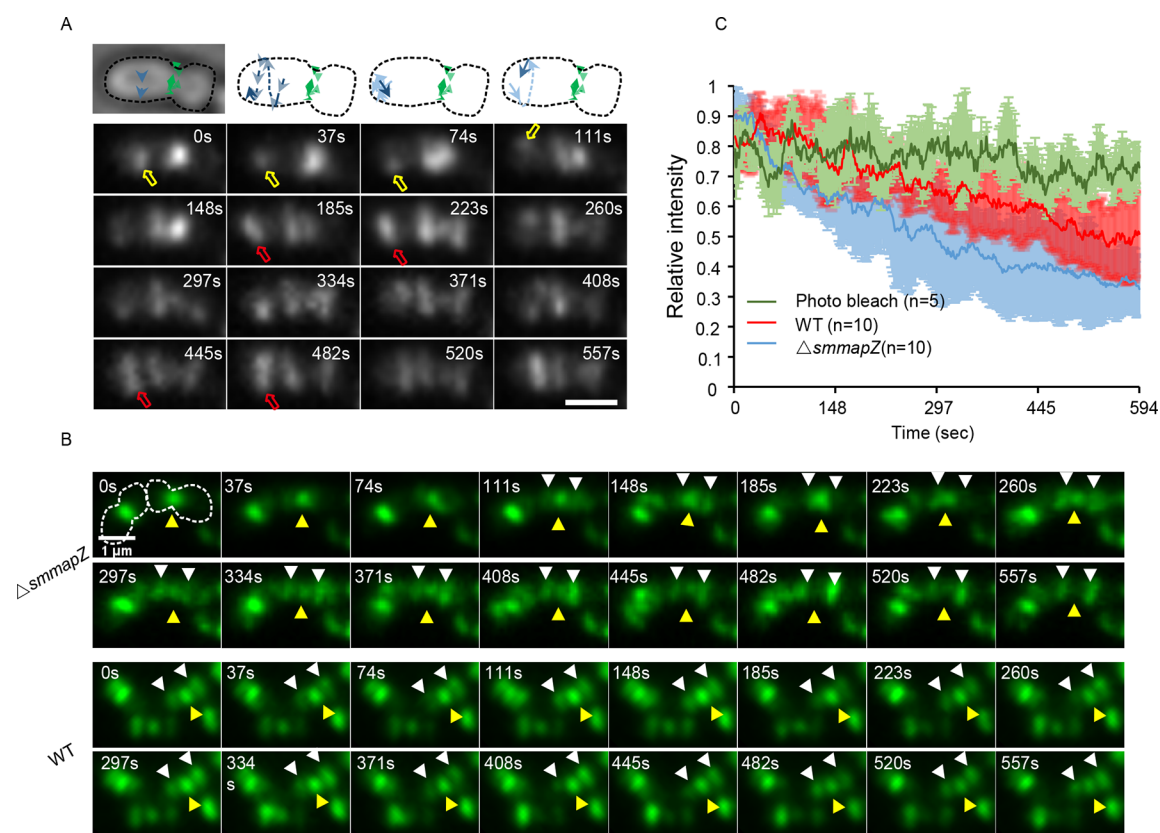 A
0s 37s 74s 111s
148s 185s 223s 260s
297s 334s 371s 408s
445s 482s 520s 557s
C
Relative intensity
1
0.9
0.8
0.7
0.6
0.5
0.4
0.3
0.2
0.1
0
Photo bleach (n=5)
WT (n=10)
△smmapZ(n=10)
0 148 297 445 594
Time (sec)
B
△smmapZ
0s 37s 74s 111s 148s 185s 223s 260s
1 μm
297s 334s 371s 408s 445s 482s 520s 557s
WT
0s 37s 74s 111s 148s 185s 223s 260s
297s 334 371s 408s 445s 482s 520s 557s
s